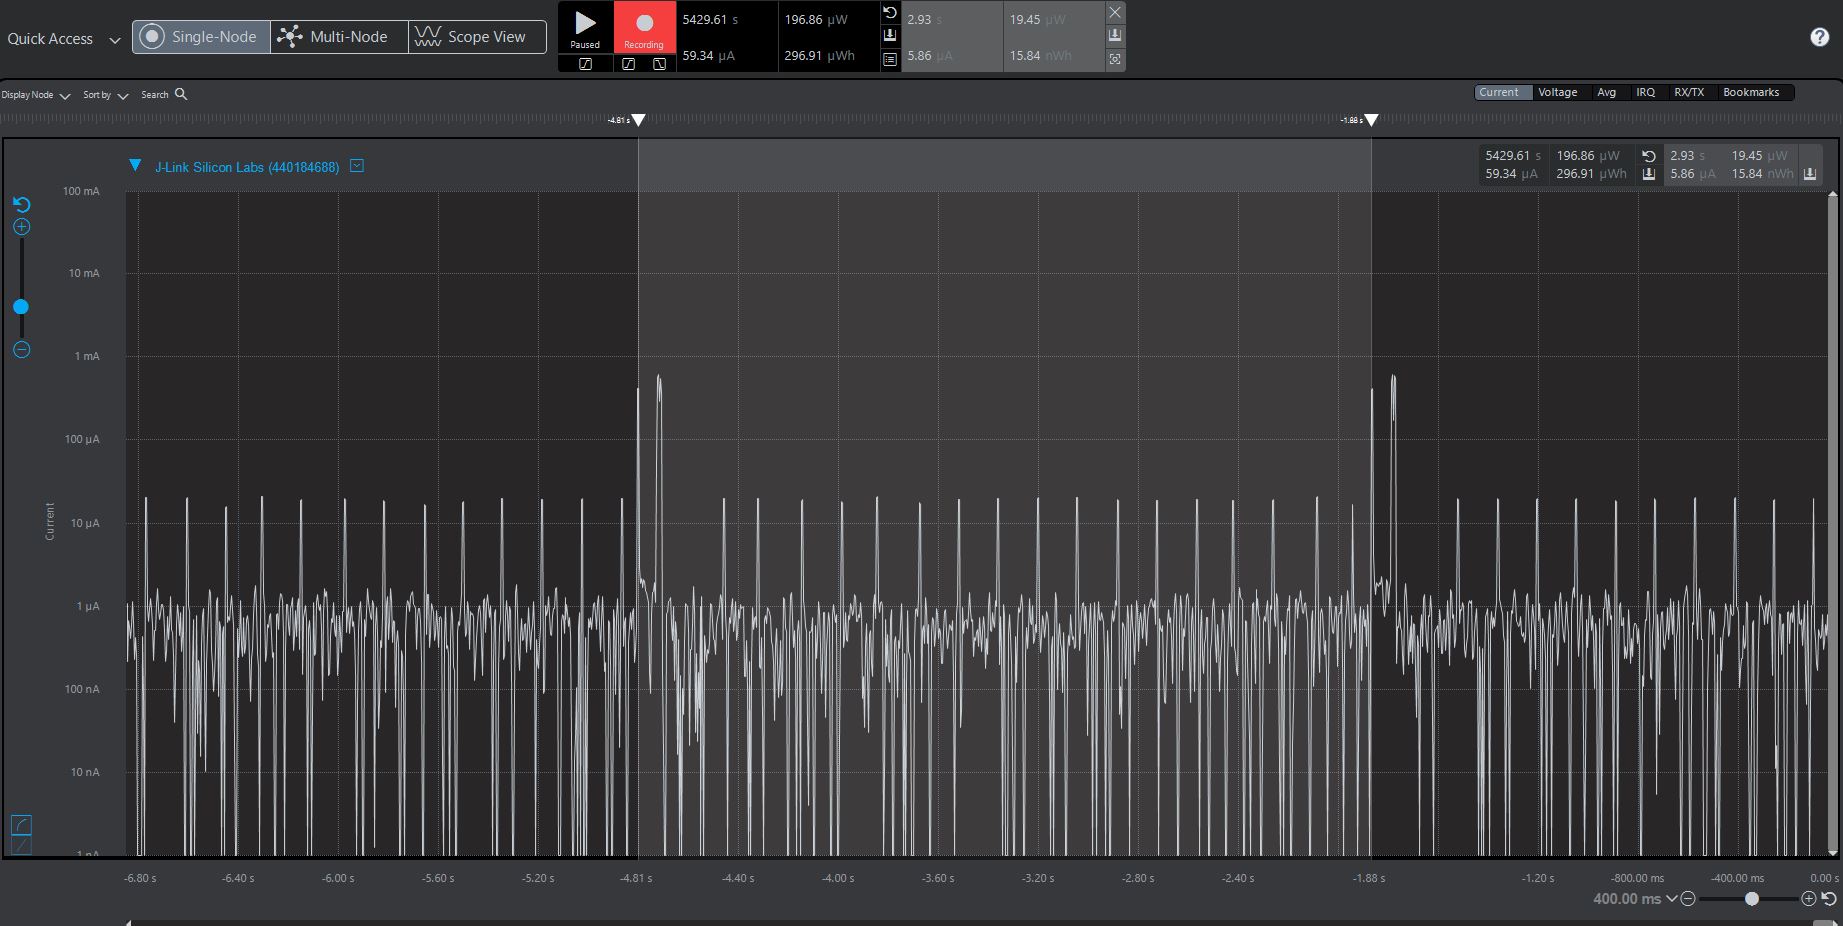 Quick Access
Single-Node
Multi-Node
Scope View
Paused
Recording
5429.61 s
196.86 µW
59.34 µA
296.91 µWh
2.93 s
19.45 µW
5.86 µA
15.84 nWh
?
Display Node
Sort by
Search
Current
Voltage
Avg
IRQ
RX/TX
Bookmarks
-4.81 s
-1.88 s
J-Link Silicon Labs (440184688)
5429.61 s 196.86 µW
59.34 µA 296.91 µWh
2.93 s 19.45 µW
5.86 µA 15.84 nWh
100 mA
10 mA
1 mA
100 µA
10 µA
1 µA
100 nA
10 nA
1 nA
Current
-6.80 s
-6.40 s
-6.00 s
-5.60 s
-5.20 s
-4.81 s
-4.40 s
-4.00 s
-3.60 s
-3.20 s
-2.80 s
-2.40 s
-1.88 s
-1.20 s
-800.00 ms
-400.00 ms
0.00 s
400.00 ms